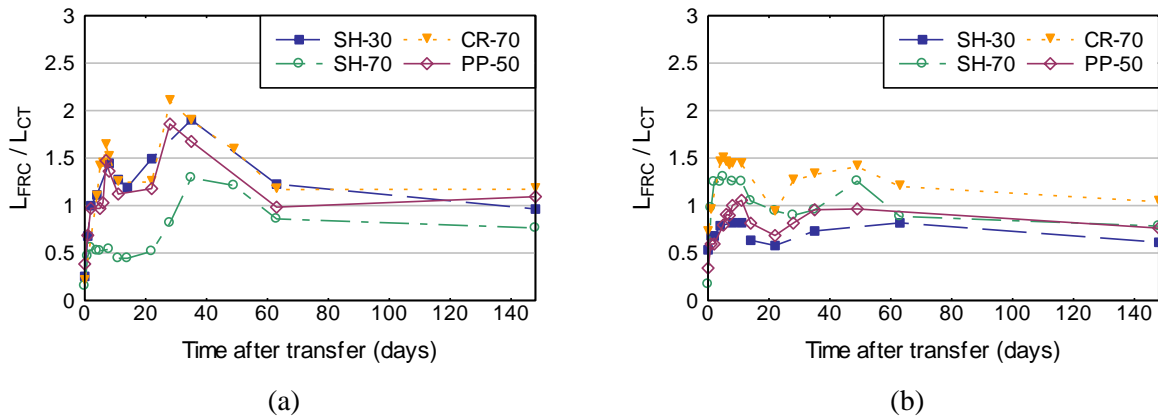 3
SH-30 CR-70
2.5
SH-70 PP-50
2
1.5
1
0.5
0
L_FRC / L_CT
0 20 40 60 80 100 120 140
Time after transfer (days)
(a)
3
SH-30 CR-70
2.5
SH-70 PP-50
2
1.5
1
0.5
0
L_FRC / L_CT
0 20 40 60 80 100 120 140
Time after transfer (days)
(b)